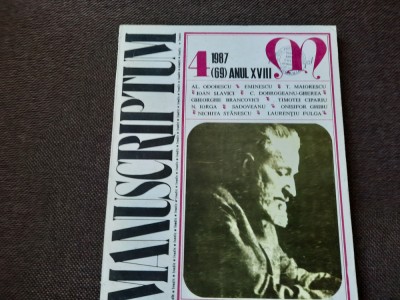 MANUSCRIPTUM
4 1987
(69) ANUL XVIII
AL. ODOBESCU EMINESCU T. MAIORESCU
IOAN SLAVICI C. DOBROGEANU-GHEREA
GHEORGHE BRANCOVICI TIMOTEI CIPARIU
N. IORGA SADOVEANU ONISIFOR GHIBU
NICHITA STĂNESCU LAURENȚIU FULGA